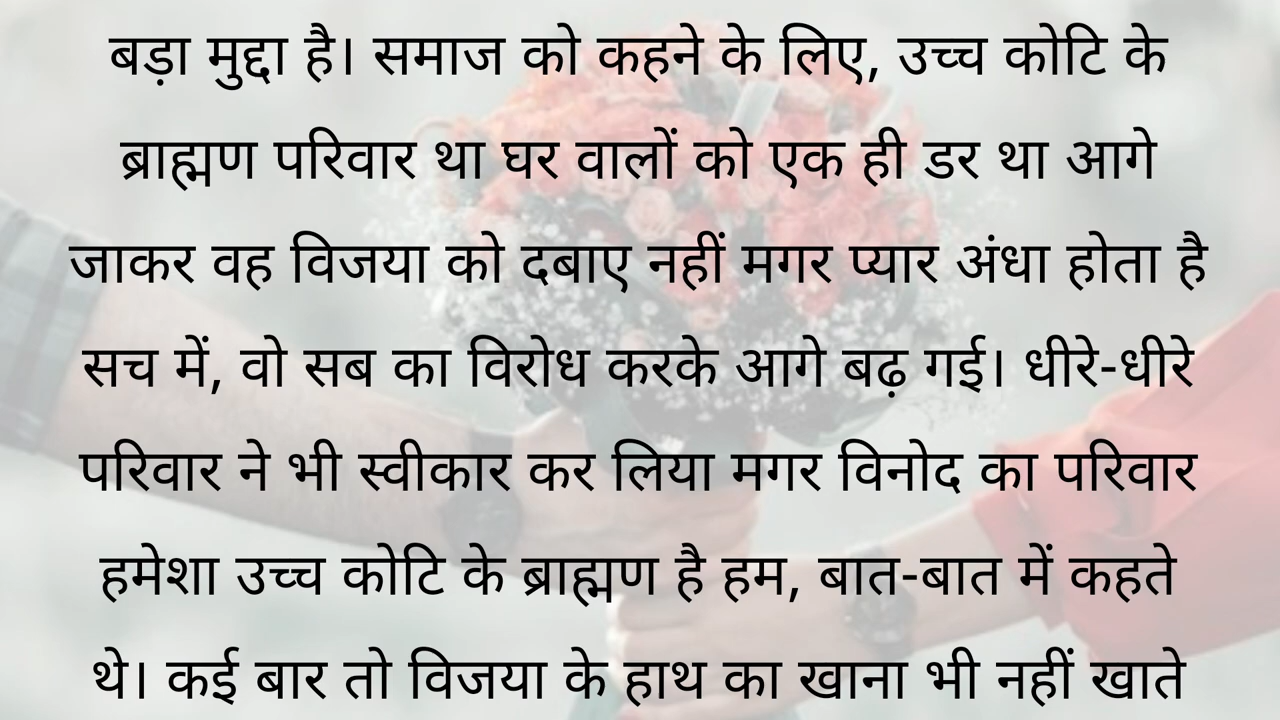 बड़ा मुद्दा है। समाज को कहने के लिए, उच्च कोटि के
ब्राह्मण परिवार था घर वालों को एक ही डर था आगे
जाकर वह विजया को दबाए नहीं मगर प्यार अंधा होता है
सच में, वो सब का विरोध करके आगे बढ़ गई। धीरे-धीरे
परिवार ने भी स्वीकार कर लिया मगर विनोद का परिवार
हमेशा उच्च कोटि के ब्राह्मण है हम, बात-बात में कहते
थे। कई बार तो विजया के हाथ का खाना भी नहीं खाते